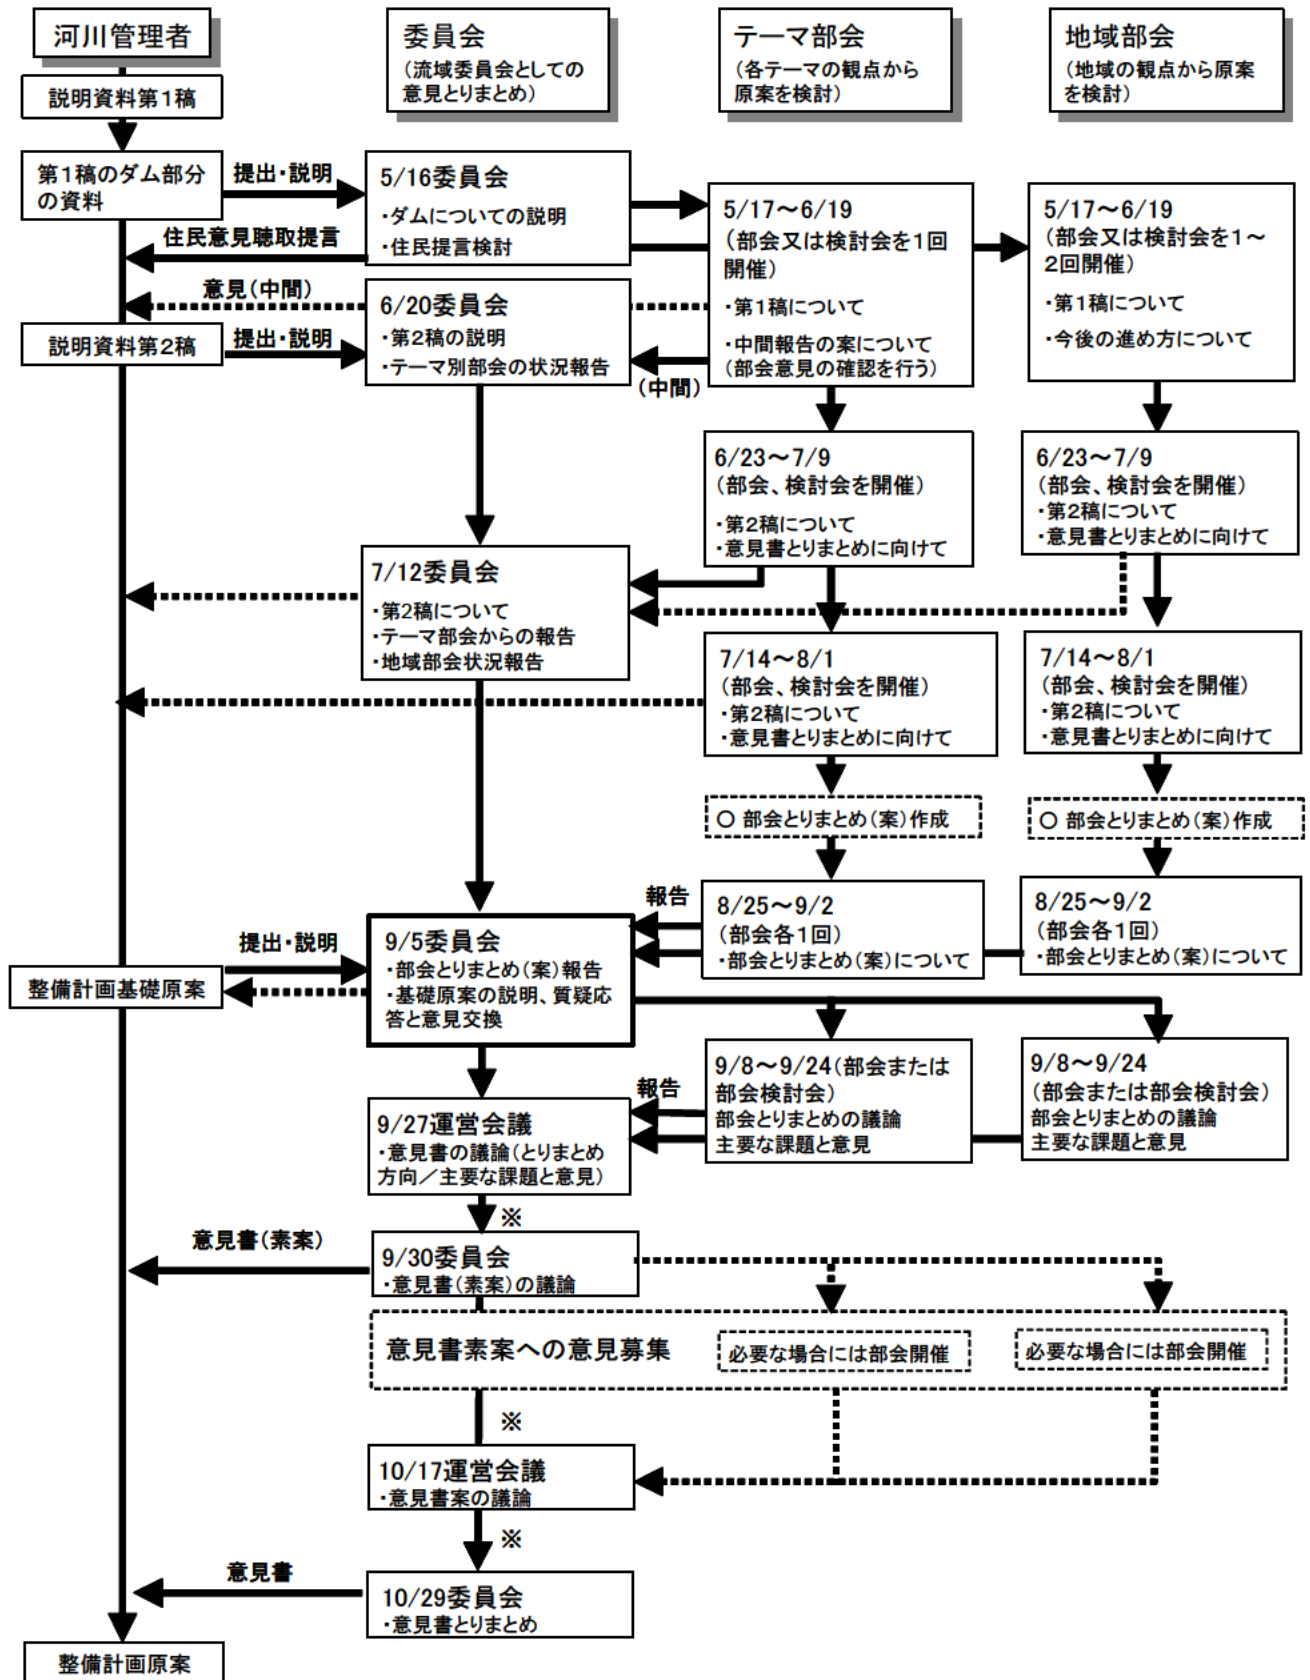 河川管理者
委員会
（流域委員会としての
意見とりまとめ）
テーマ部会
（各テーマの観点から
原案を検討）
地域部会
（地域の観点から原案
を検討）
説明資料第１稿
第１稿のダム部分
の資料
提出・説明
5/16委員会
・ダムについての説明
・住民提言検討
住民意見聴取提言
5/17～6/19
（部会又は検討会を１回
開催）
・第１稿について
・中間報告の案について
（部会意見の確認を行う）
5/17～6/19
（部会又は検討会を１～
２回開催）
・第１稿について
・今後の進め方について
意見（中間）
説明資料第２稿
提出・説明
6/20委員会
・第２稿の説明
・テーマ別部会の状況報告
（中間）
6/23～7/9
（部会、検討会を開催）
・第２稿について
・意見書とりまとめに向けて
6/23～7/9
（部会、検討会を開催）
・第２稿について
・意見書とりまとめに向けて
7/12委員会
・第２稿について
・テーマ部会からの報告
・地域部会状況報告
7/14～8/1
（部会、検討会を開催）
・第２稿について
・意見書とりまとめに向けて
7/14～8/1
（部会、検討会を開催）
・第２稿について
・意見書とりまとめに向けて
○ 部会とりまとめ（案）作成
○ 部会とりまとめ（案）作成
報告
8/25～9/2
（部会各１回）
・部会とりまとめ（案）について
8/25～9/2
（部会各１回）
・部会とりまとめ（案）について
提出・説明
整備計画基礎原案
9/5委員会
・部会とりまとめ（案）報告
・基礎原案の説明、質疑応
答と意見交換
報告
9/8～9/24（部会または
部会検討会）
部会とりまとめの議論
主要な課題と意見
9/8～9/24
（部会または部会検討会）
部会とりまとめの議論
主要な課題と意見
9/27運営会議
・意見書の議論（とりまとめ
方向／主要な課題と意見）
※
意見書（素案）
9/30委員会
・意見書（素案）の議論
意見書素案への意見募集
必要な場合には部会開催
必要な場合には部会開催
※
10/17運営会議
・意見書案の議論
※
意見書
10/29委員会
・意見書とりまとめ
整備計画原案